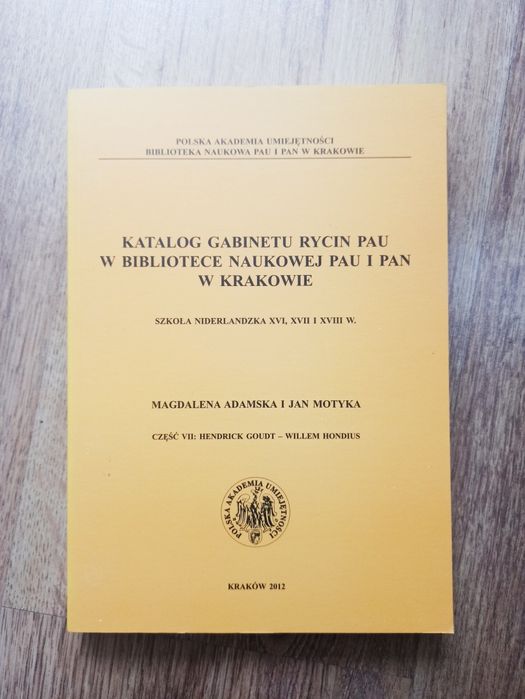 POLSKA AKADEMIA UMIEJĘTNOŚCI
BIBLIOTEKA NAUKOWA PAU I PAN W KRAKOWIE
KATALOG GABINETU RYCIN PAU
W BIBLIOTECE NAUKOWEJ PAU I PAN
W KRAKOWIE
SZKOŁA NIDERLANDZKA XVI, XVII I XVIII W.
MAGDALENA ADAMSKA I JAN MOTYKA
CZĘŚĆ VII: HENDRICK GOUDT – WILLEM HONDIUS
POLSKA AKADEMIA UMIEJĘTNOŚCI
KRAKÓW 2012